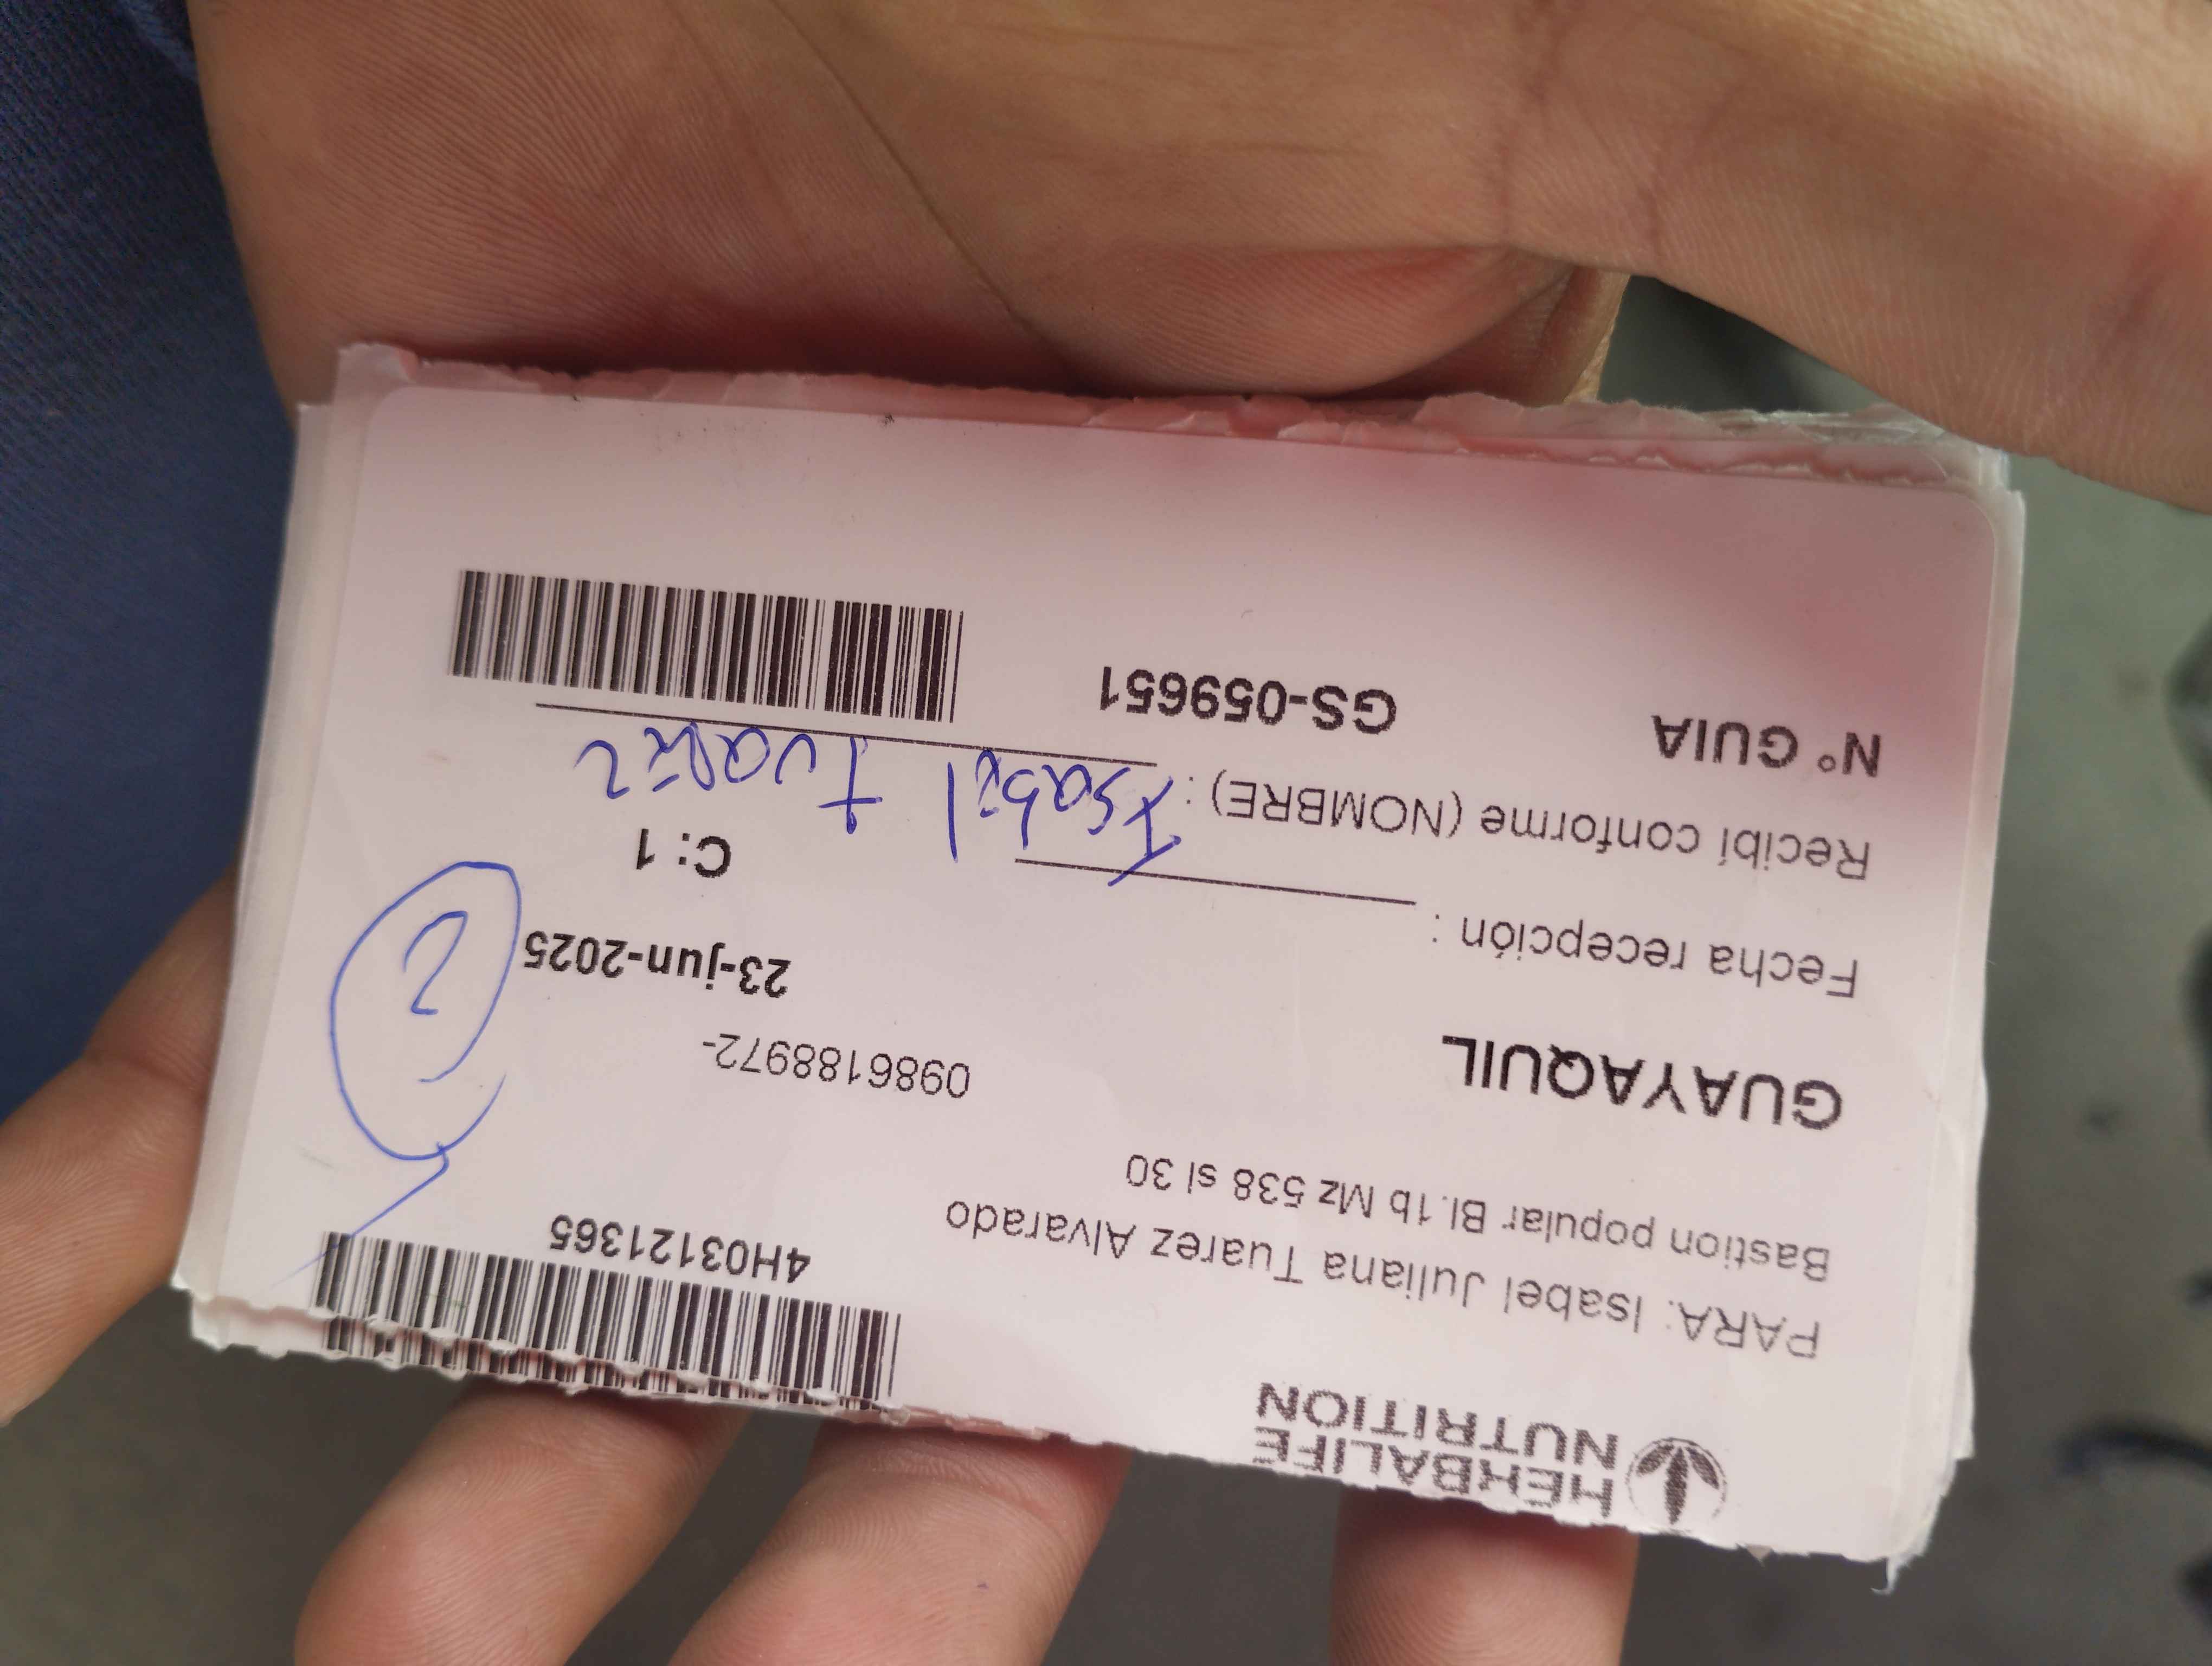 HERBALIFE
NUTRITION
4H03121365
PARA: Isabel Juliana Tuarez Alvarado
Bastion popular Bl.1b Mz 538 sl 30
GUAYAQUIL
0986188972-
2
Fecha recepción :
23-jun-2025
Recibí conforme (NOMBRE) : Isabel tuarez
C: 1
N° GUIA GS-059651